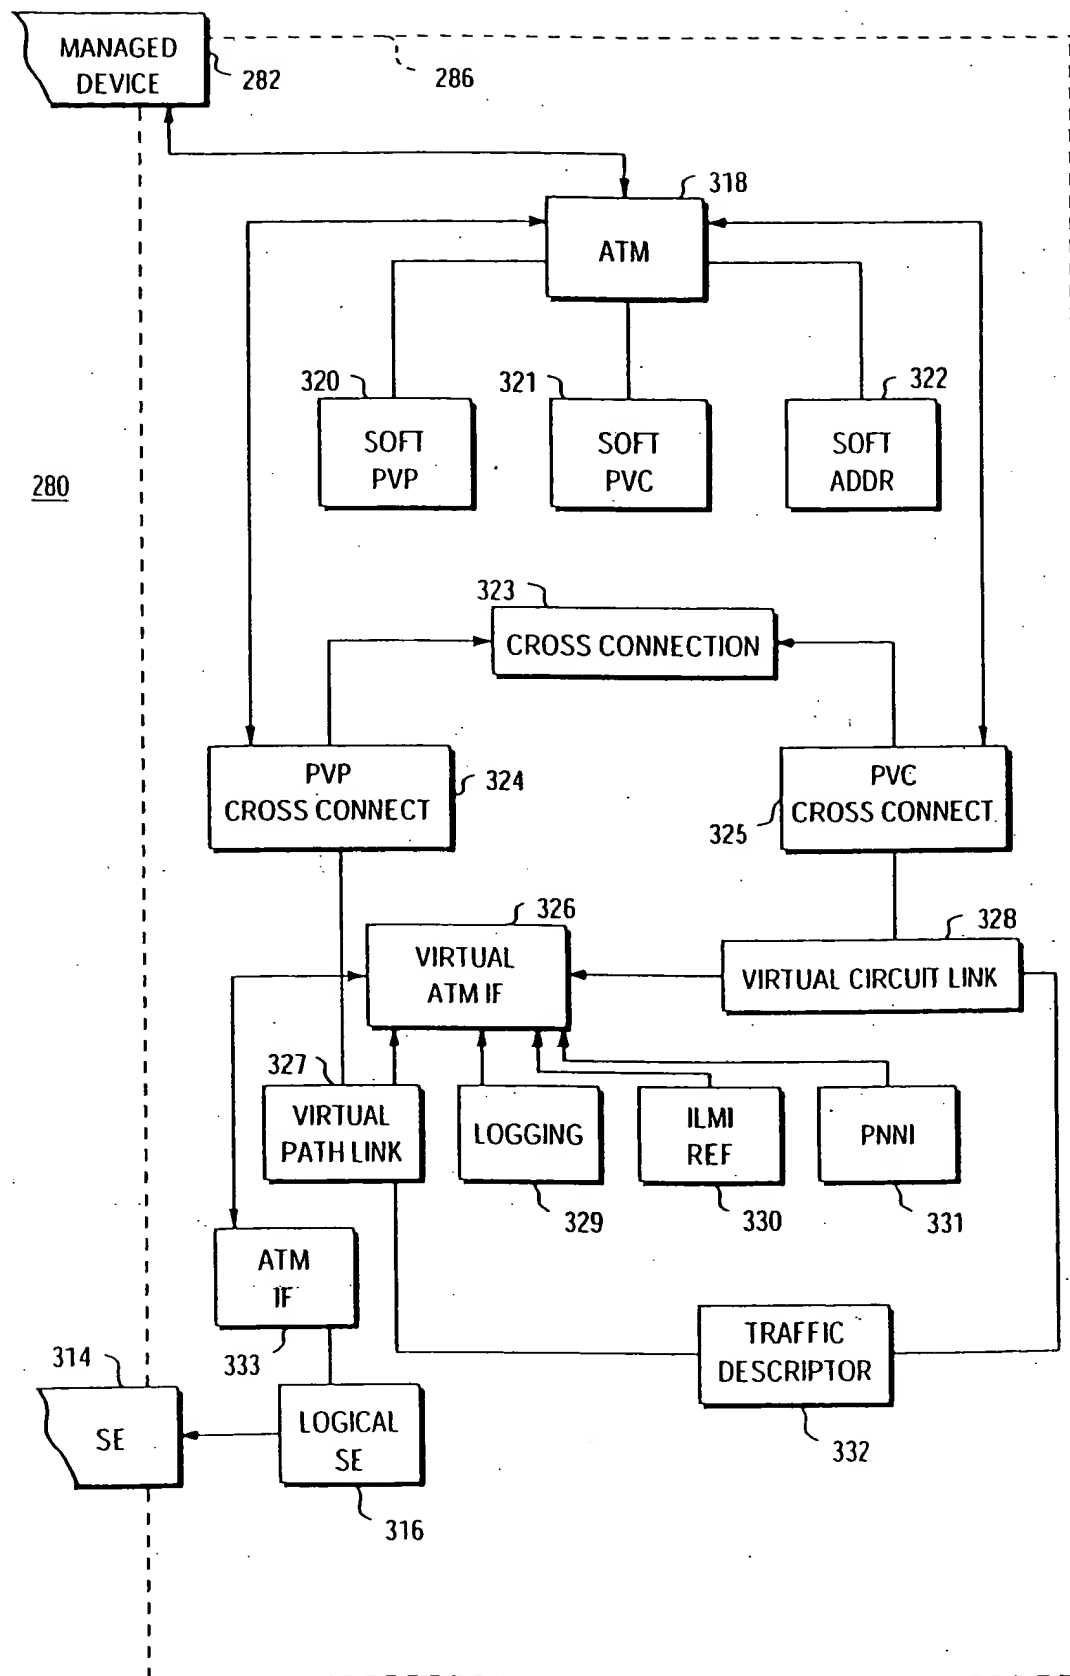 MANAGED
DEVICE
282
286
318
ATM
320
321
322
SOFT
PVP
SOFT
PVC
SOFT
ADDR
280
323
CROSS CONNECTION
PVP
CROSS CONNECT
324
PVC
CROSS CONNECT
325
326
VIRTUAL
ATM IF
328
VIRTUAL CIRCUIT LINK
327
VIRTUAL
PATH LINK
LOGGING
ILMI
REF
PNNI
329
330
331
ATM
IF
333
TRAFFIC
DESCRIPTOR
332
314
SE
LOGICAL
SE
316